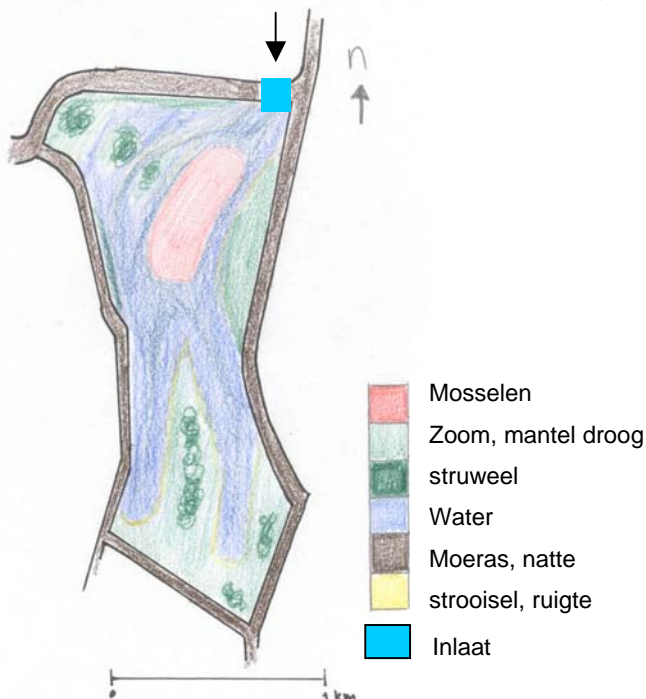 n
Mosselen
Zoom, mantel droog
struweel
Water
Moeras, natte
strooisel, ruigte
Inlaat
0 1 km